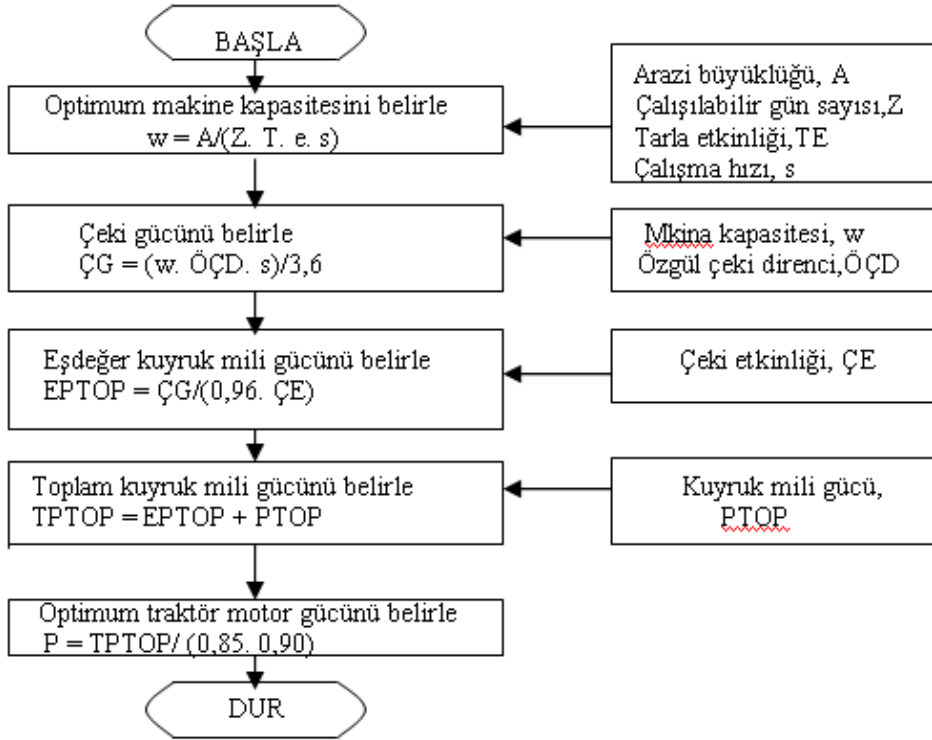 BAŞLA
Optimum makine kapasitesini belirle
w = A/(Z. T. e. s)
Arazi büyüklüğü, A
Çalışılabilir gün sayısı,Z
Tarla etkinliği,TE
Çalışma hızı, s
Çeki gücünü belirle
ÇG = (w. ÖÇD. s)/3,6
Mkina kapasitesi, w
Özgül çeki direnci,ÖÇD
Eşdeğer kuyruk mili gücünü belirle
EPTOP = ÇG/(0,96. ÇE)
Çeki etkinliği, ÇE
Toplam kuyruk mili gücünü belirle
TPTOP = EPTOP + PTOP
Kuyruk mili gücü,
PTOP
Optimum traktör motor gücünü belirle
P = TPTOP/ (0,85. 0,90)
DUR